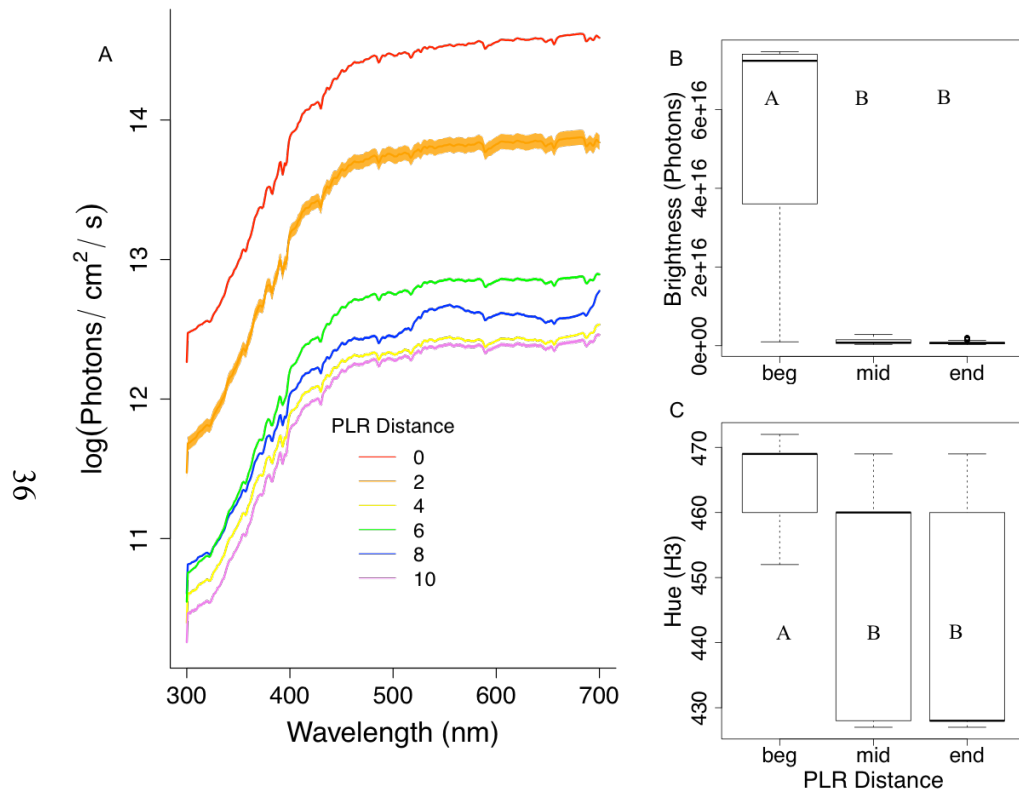 A
log(Photons / cm² / s)
14
13
12
11
300
400
500
600
700
Wavelength (nm)
PLR Distance
0
2
4
6
8
10
36
B
Brightness (Photons)
6e+16
4e+16
2e+16
0e+00
A
B
B
beg
mid
end
C
Hue (H3)
470
460
450
440
430
A
B
B
beg
mid
end
PLR Distance